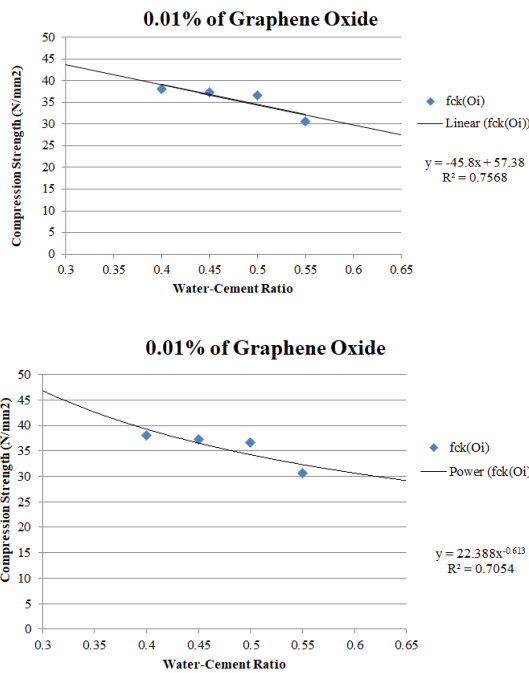 0.01% of Graphene Oxide
50
45
40
35
30
25
20
15
10
5
0
0.3 0.35 0.4 0.45 0.5 0.55 0.6 0.65
Compression Strength (N/mm2)
Water-Cement Ratio
fck(Oi)
Linear (fck(Oi))
y = -45.8x + 57.38
R² = 0.7568
0.01% of Graphene Oxide
50
45
40
35
30
25
20
15
10
5
0
0.3 0.35 0.4 0.45 0.5 0.55 0.6 0.65
Compression Strength (N/mm2)
Water-Cement Ratio
fck(Oi)
Power (fck(Oi)
y = 22.388x⁻⁰·⁶¹³
R² = 0.7054